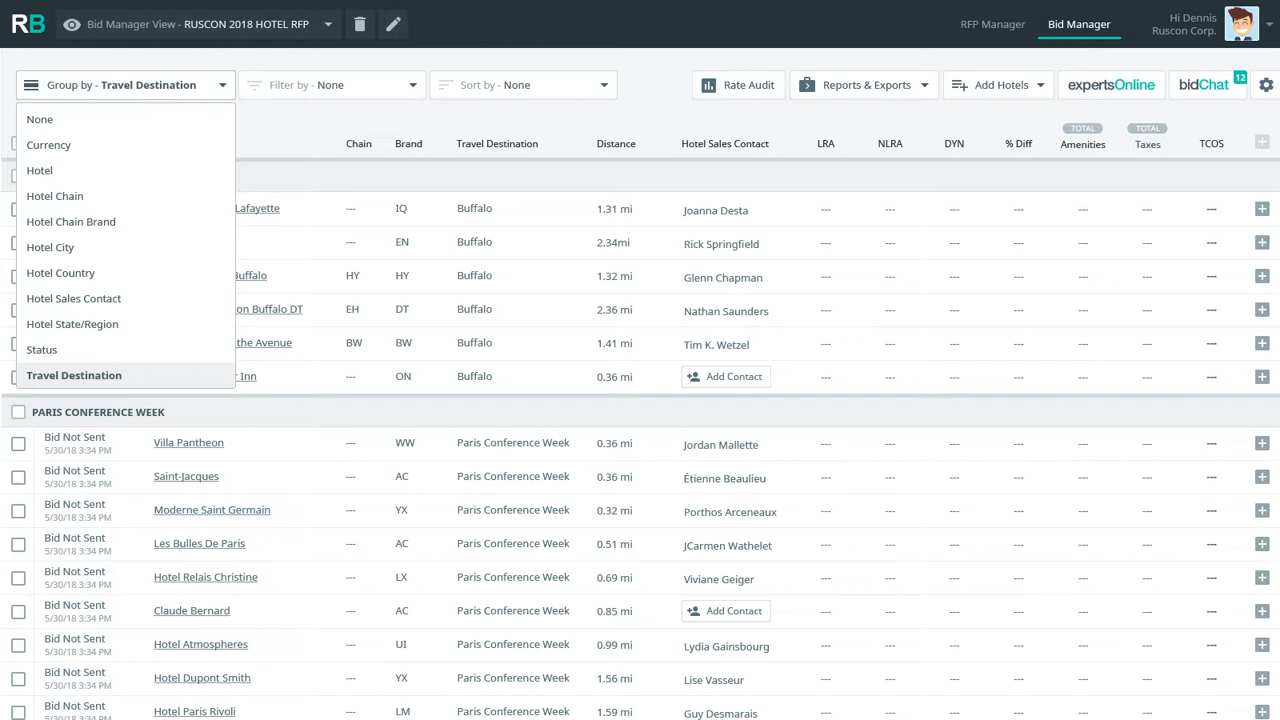 RB Bid Manager View - RUSCON 2018 HOTEL RFP RFP Manager Bid Manager Hi Dennis
Ruscon Corp.
Group by - Travel Destination Filter by - None Sort by - None Rate Audit Reports & Exports Add Hotels expertsOnline bidChat 12
None
Currency
Hotel
Hotel Chain
Hotel Chain Brand
Hotel City
Hotel Country
Hotel Sales Contact
Hotel State/Region
Status
Travel Destination
Chain Brand Travel Destination Distance Hotel Sales Contact LRA NLRA DYN % Diff TOTAL Amenities TOTAL Taxes TCOS
Lafayette --- IQ Buffalo 1.31 mi Joanna Desta --- --- --- --- --- --- ---
--- EN Buffalo 2.34mi Rick Springfield --- --- --- --- --- --- ---
Buffalo HY HY Buffalo 1.32 mi Glenn Chapman --- --- --- --- --- --- ---
on Buffalo DT EH DT Buffalo 2.36 mi Nathan Saunders --- --- --- --- --- --- ---
the Avenue BW BW Buffalo 1.41 mi Tim K. Wetzel --- --- --- --- --- --- ---
r Inn --- ON Buffalo 0.36 mi Add Contact --- --- --- --- --- --- ---
PARIS CONFERENCE WEEK
Bid Not Sent Villa Pantheon --- WW Paris Conference Week 0.36 mi Jordan Mallette --- --- --- --- --- --- ---
5/30/18 3:34 PM
Bid Not Sent Saint-Jacques --- AC Paris Conference Week 0.36 mi Étienne Beaulieu --- --- --- --- --- --- ---
5/30/18 3:34 PM
Bid Not Sent Moderne Saint Germain --- YX Paris Conference Week 0.32 mi Porthos Arceneaux --- --- --- --- --- --- ---
5/30/18 3:34 PM
Bid Not Sent Les Bulles De Paris --- AC Paris Conference Week 0.51 mi JCarmen Wathelet --- --- --- --- --- --- ---
5/30/18 3:34 PM
Bid Not Sent Hotel Relais Christine --- LX Paris Conference Week 0.69 mi Viviane Geiger --- --- --- --- --- --- ---
5/30/18 3:34 PM
Bid Not Sent Claude Bernard --- AC Paris Conference Week 0.85 mi Add Contact --- --- --- --- --- --- ---
5/30/18 3:34 PM
Bid Not Sent Hotel Atmospheres --- UI Paris Conference Week 0.99 mi Lydia Gainsbourg --- --- --- --- --- --- ---
5/30/18 3:34 PM
Bid Not Sent Hotel Dupont Smith --- YX Paris Conference Week 1.56 mi Lise Vasseur --- --- --- --- --- --- ---
5/30/18 3:34 PM
Bid Not Sent Hotel Paris Rivoli --- LM Paris Conference Week 1.59 mi Guy Desmarais --- --- --- --- --- --- ---